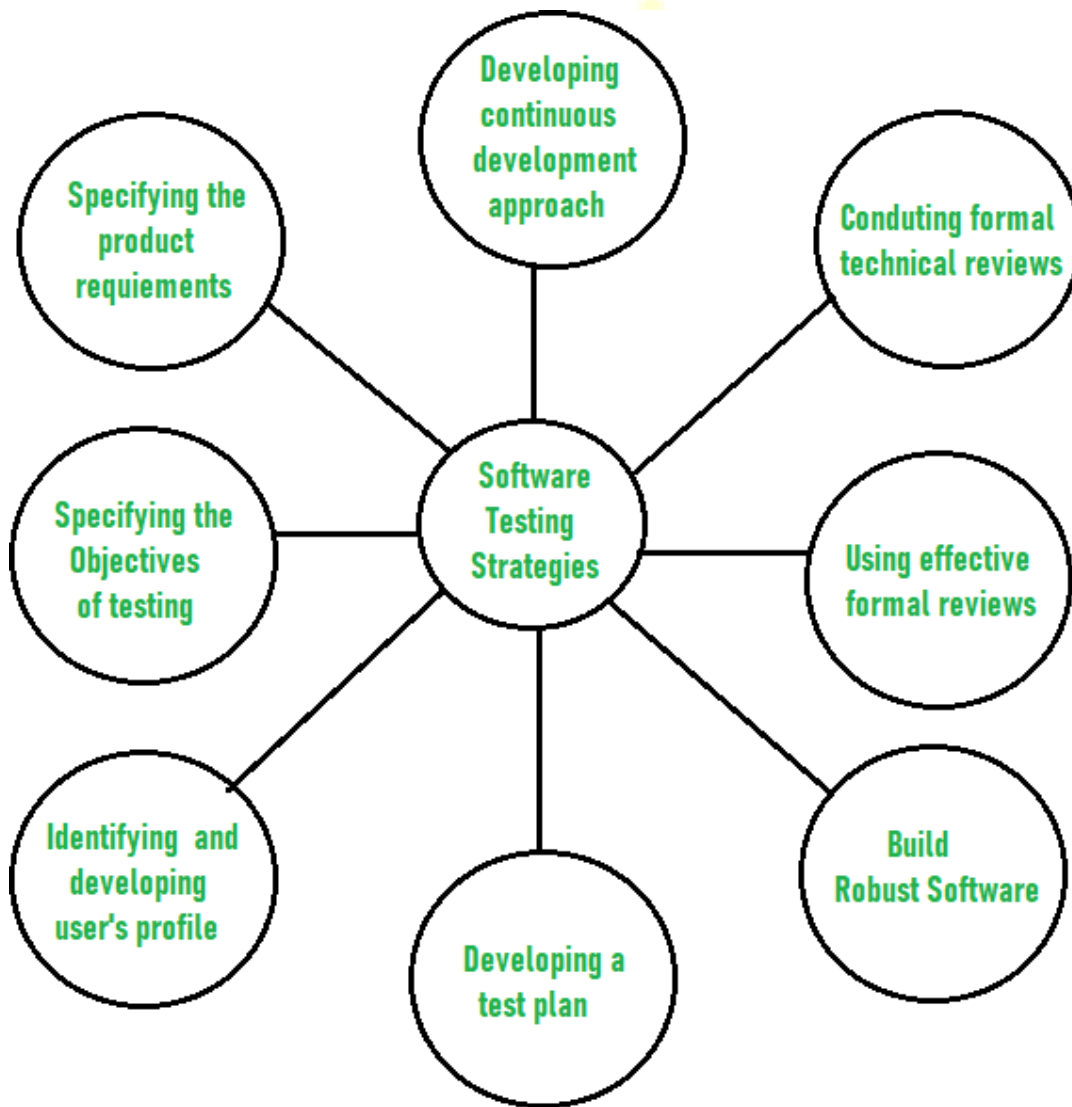 Developing
continuous
development
approach
Specifying the
product
requiements
Conduting formal
technical reviews
Software
Testing
Strategies
Specifying the
Objectives
of testing
Using effective
formal reviews
Identifying and
developing
user's profile
Build
Robust Software
Developing a
test plan